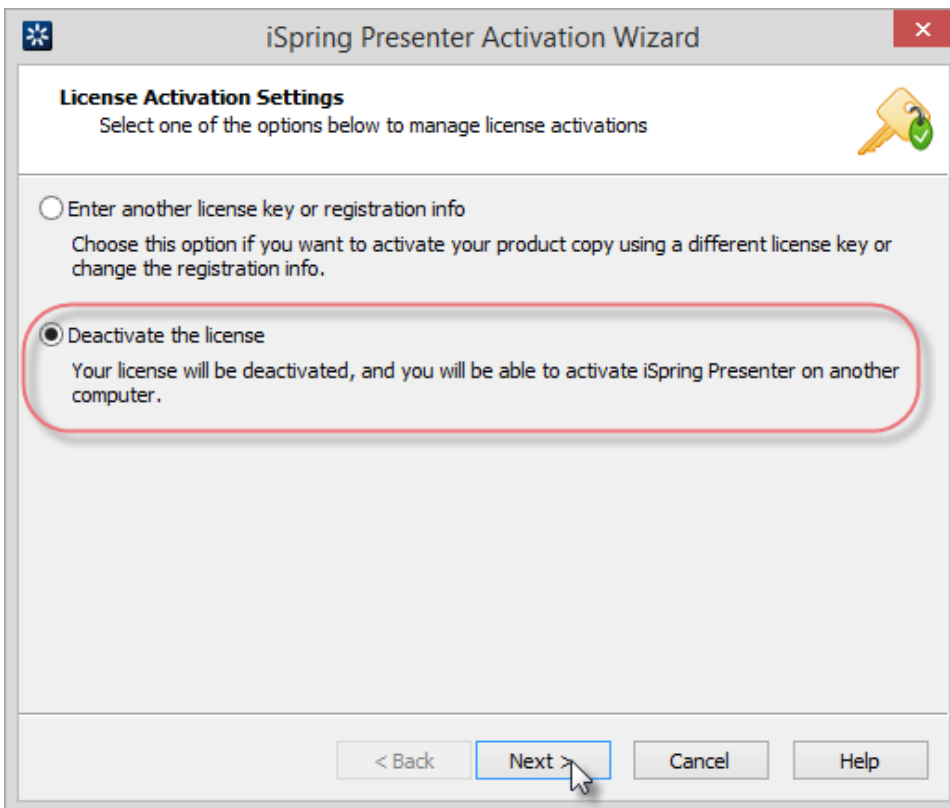 iSpring Presenter Activation Wizard
License Activation Settings
Select one of the options below to manage license activations
Enter another license key or registration info
Choose this option if you want to activate your product copy using a different license key or
change the registration info.
Deactivate the license
Your license will be deactivated, and you will be able to activate iSpring Presenter on another
computer.
< Back Next > Cancel Help